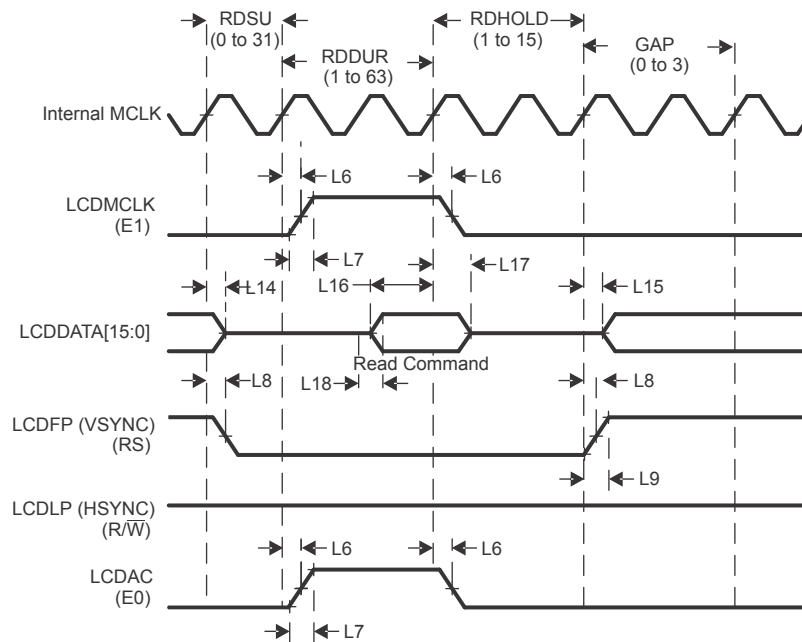 RDSU
(0 to 31)
RDHOLD
(1 to 15)
RDDUR
(1 to 63)
GAP
(0 to 3)
Internal MCLK
L6
L6
LCDMCLK
(E1)
L7
L17
L14
L16
L15
LCDDATA[15:0]
Read Command
L8
L18
L8
LCDFP (VSYNC)
(RS)
L9
LCDLP (HSYNC)
(R/W̅)
L6
L6
LCDAC
(E0)
L7